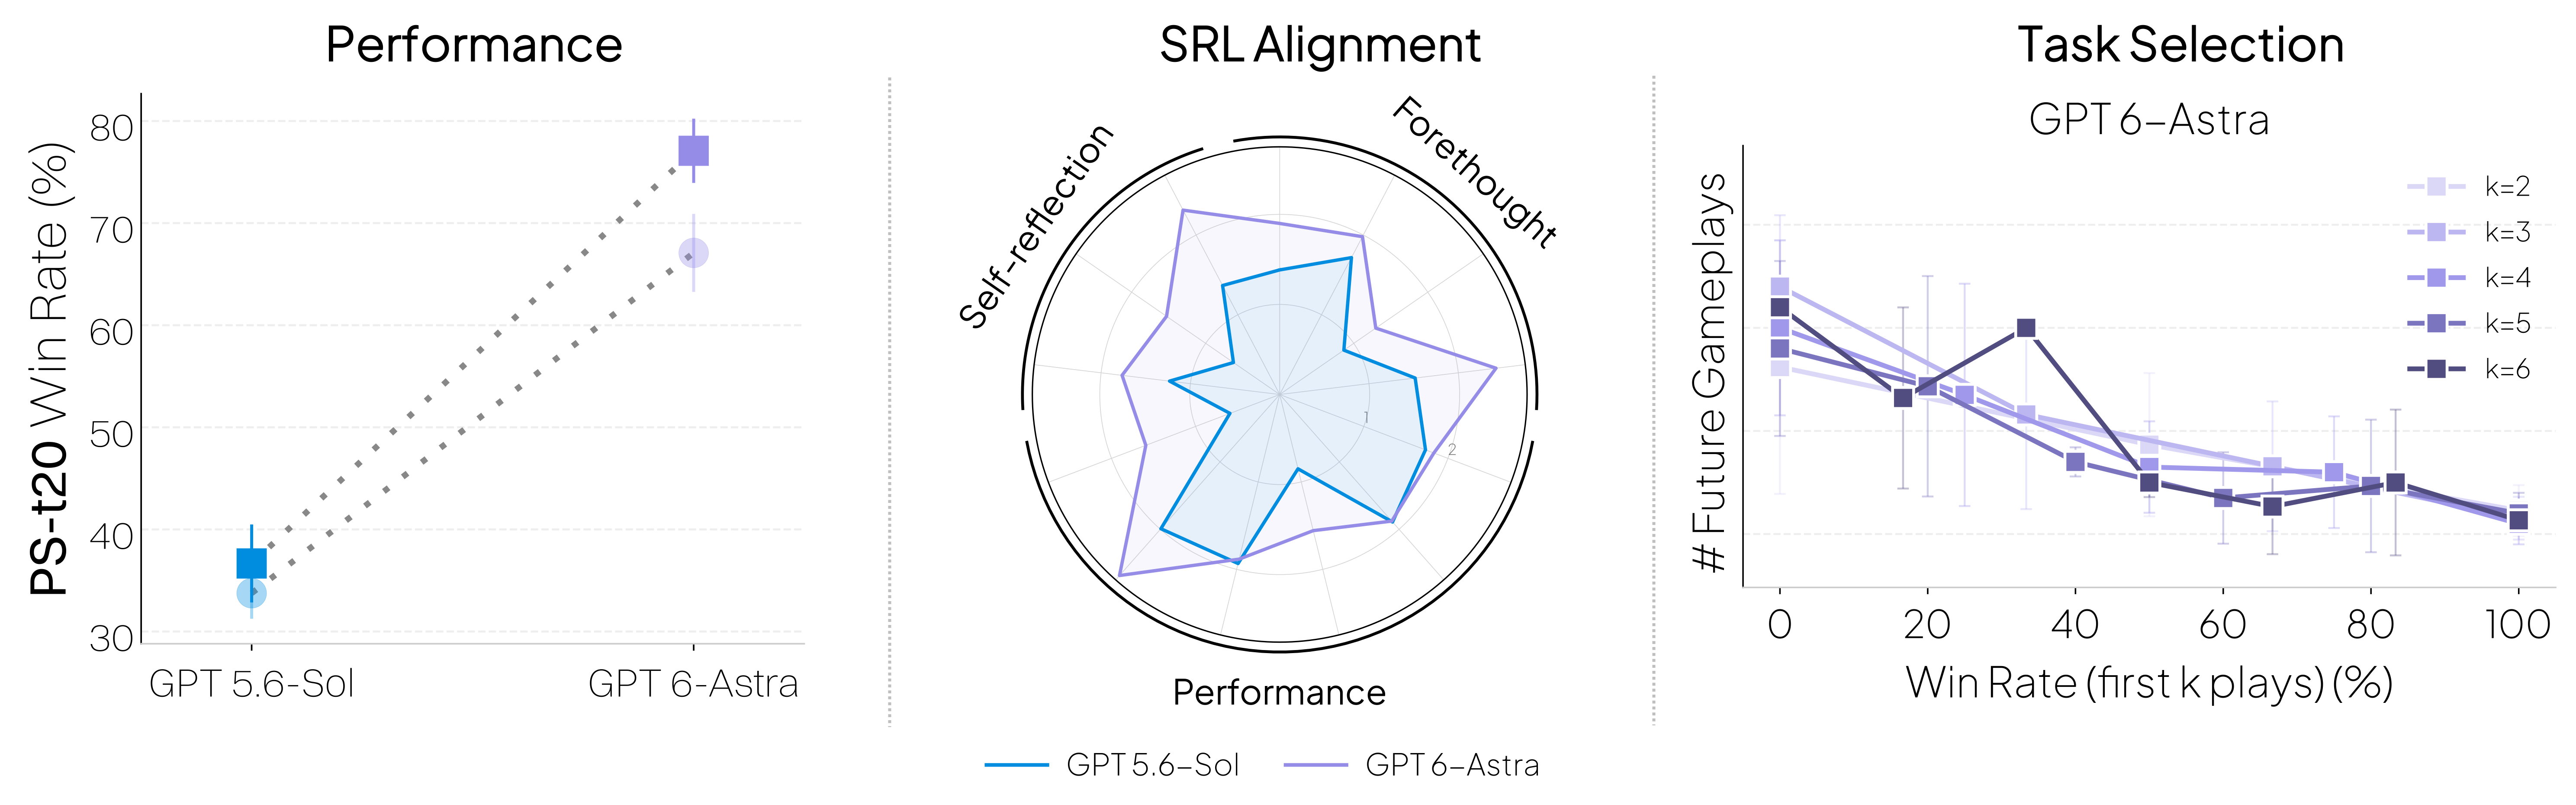 Performance
PS-t20 Win Rate (%)
80
70
60
50
40
30
GPT 5.6-Sol
GPT 6-Astra
SRL Alignment
Self-reflection
Forethought
1
2
Performance
GPT 5.6–Sol
GPT 6–Astra
Task Selection
GPT 6–Astra
# Future Gameplays
k=2
k=3
k=4
k=5
k=6
0 20 40 60 80 100
Win Rate (first k plays) (%)